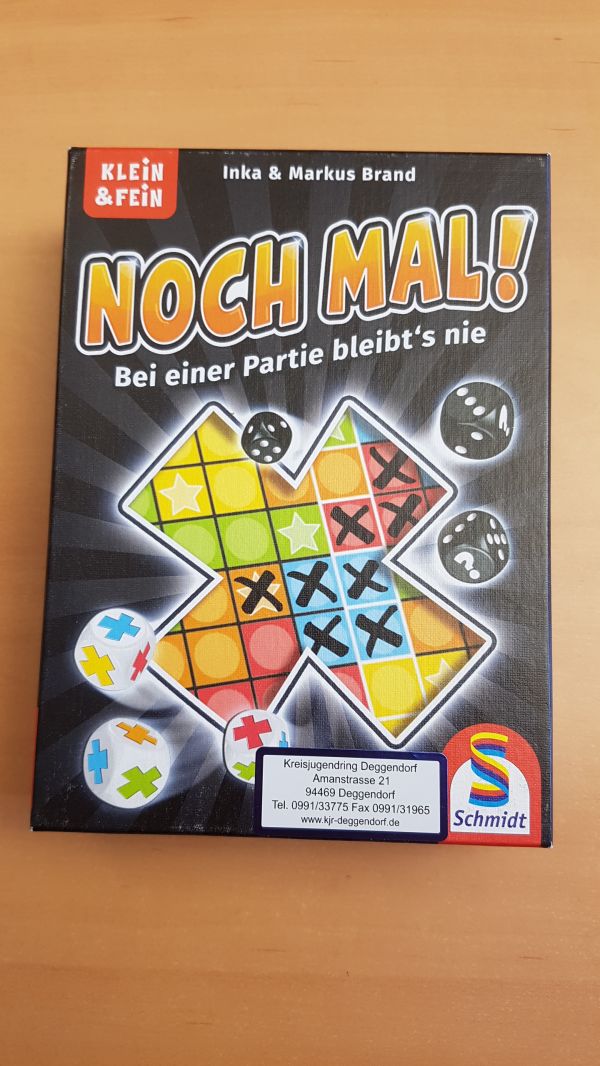 KLEIN
&FEIN
Inka & Markus Brand
NOCH MAL!
Bei einer Partie bleibt's nie
?
Kreisjugendring Deggendorf
Amanstrasse 21
94469 Deggendorf
Tel. 0991/33775 Fax 0991/31965
www.kjr-deggendorf.de
Schmidt